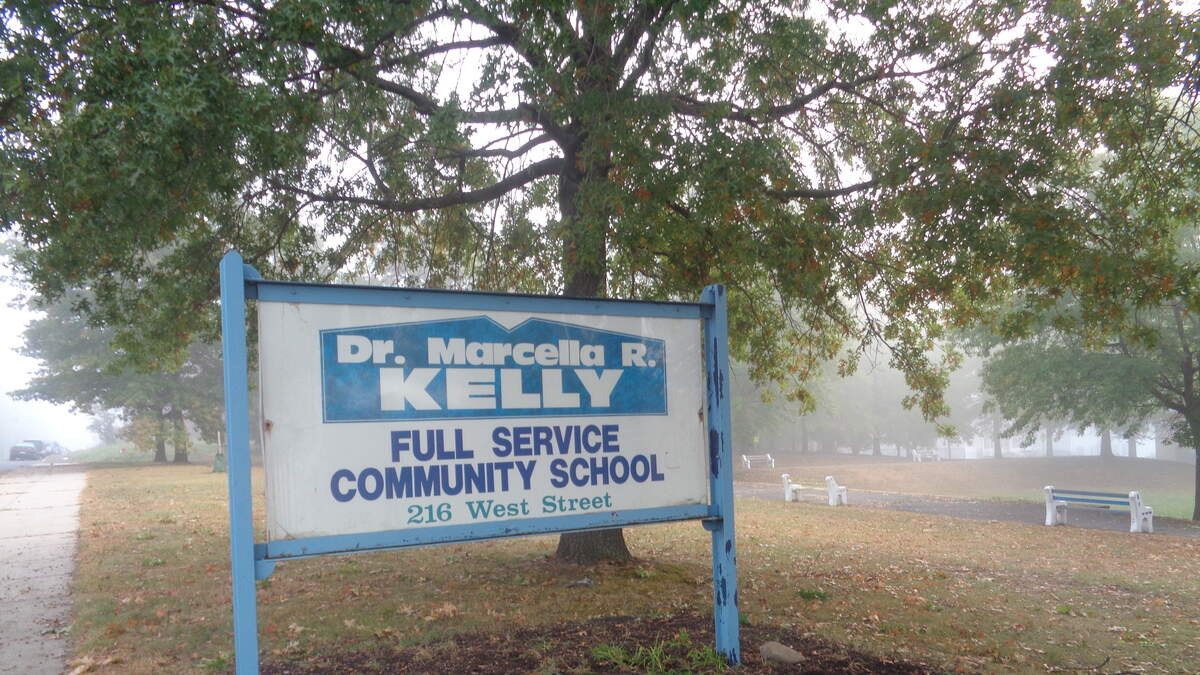 Dr. Marcella R.
KELLY
FULL SERVICE
COMMUNITY SCHOOL
216 West Street